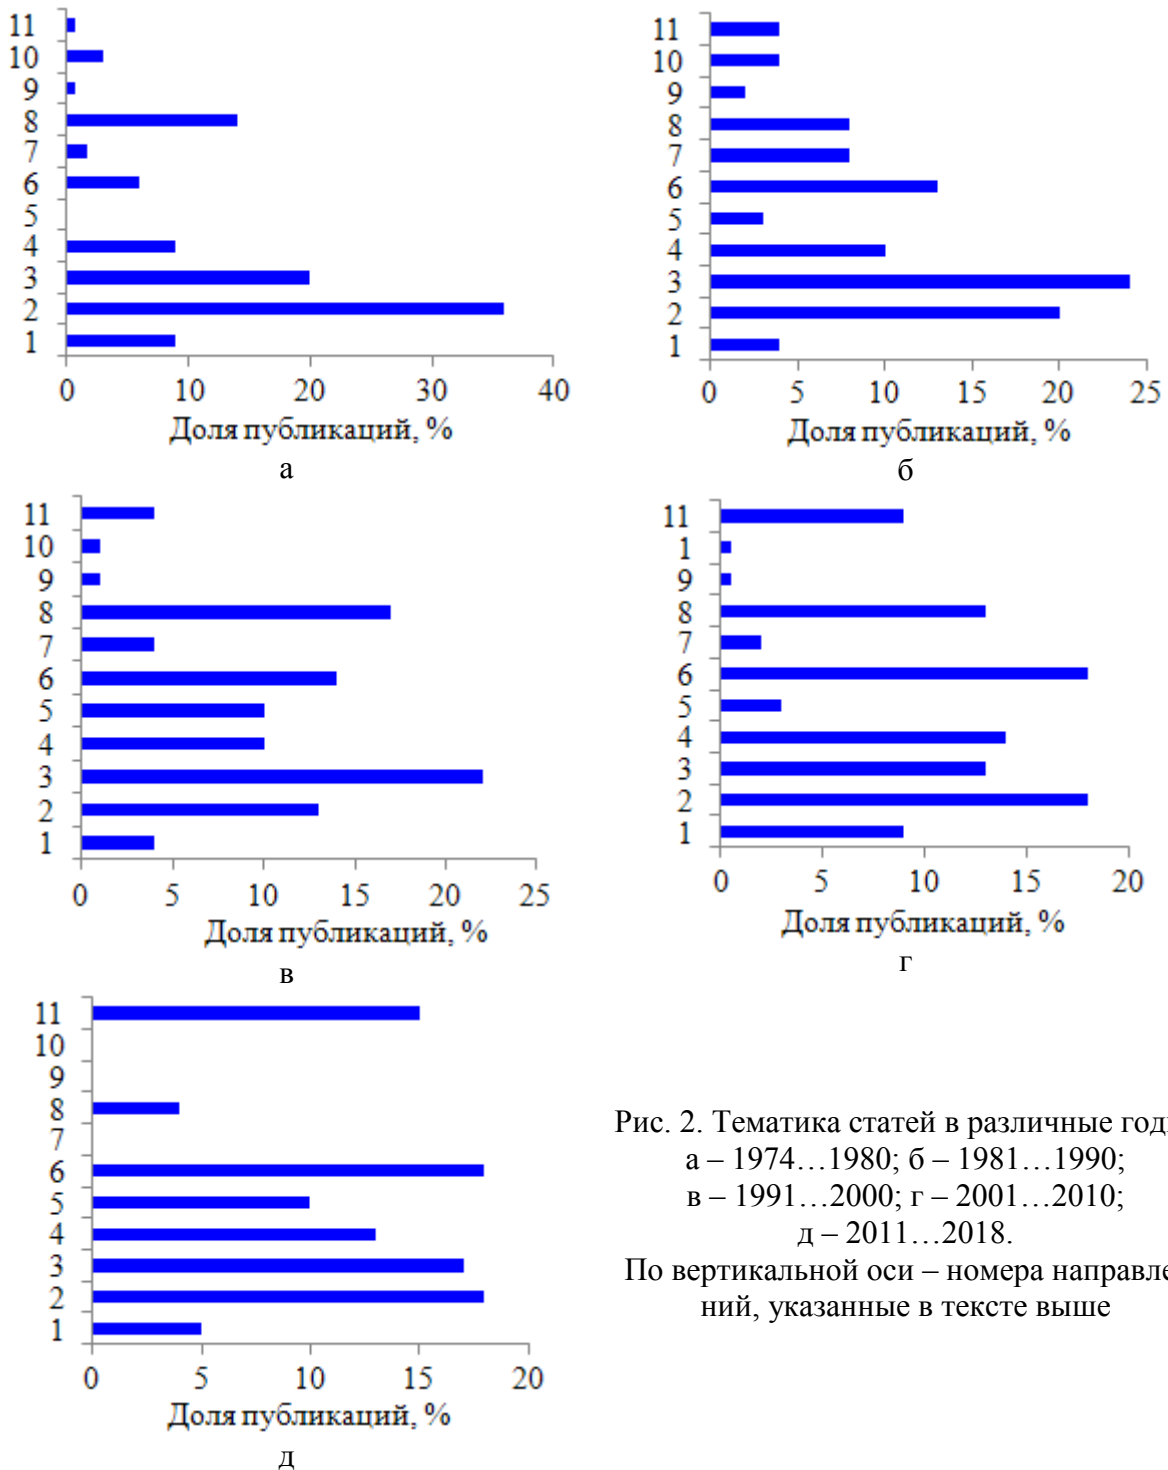 11
10
9
8
7
6
5
4
3
2
1
0 10 20 30 40
Доля публикаций, %
а
11
10
9
8
7
6
5
4
3
2
1
0 5 10 15 20 25
Доля публикаций, %
б
11
10
9
8
7
6
5
4
3
2
1
0 5 10 15 20 25
Доля публикаций, %
в
11
1
9
8
7
6
5
4
3
2
1
0 5 10 15 20
Доля публикаций, %
г
11
10
9
8
7
6
5
4
3
2
1
0 5 10 15 20
Доля публикаций, %
д
Рис. 2. Тематика статей в различные год
а – 1974…1980; б – 1981…1990;
в – 1991…2000; г – 2001…2010;
д – 2011…2018.
По вертикальной оси – номера направле
ний, указанные в тексте выше